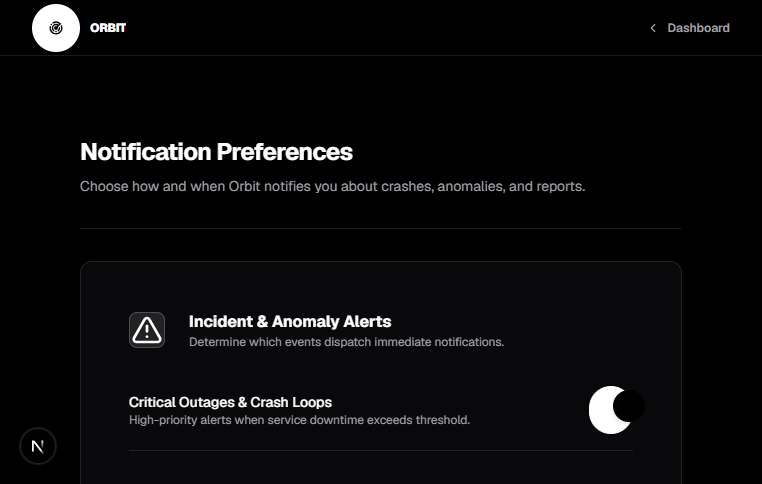 ORBIT
Dashboard
Notification Preferences
Choose how and when Orbit notifies you about crashes, anomalies, and reports.
Incident & Anomaly Alerts
Determine which events dispatch immediate notifications.
Critical Outages & Crash Loops
High-priority alerts when service downtime exceeds threshold.
N